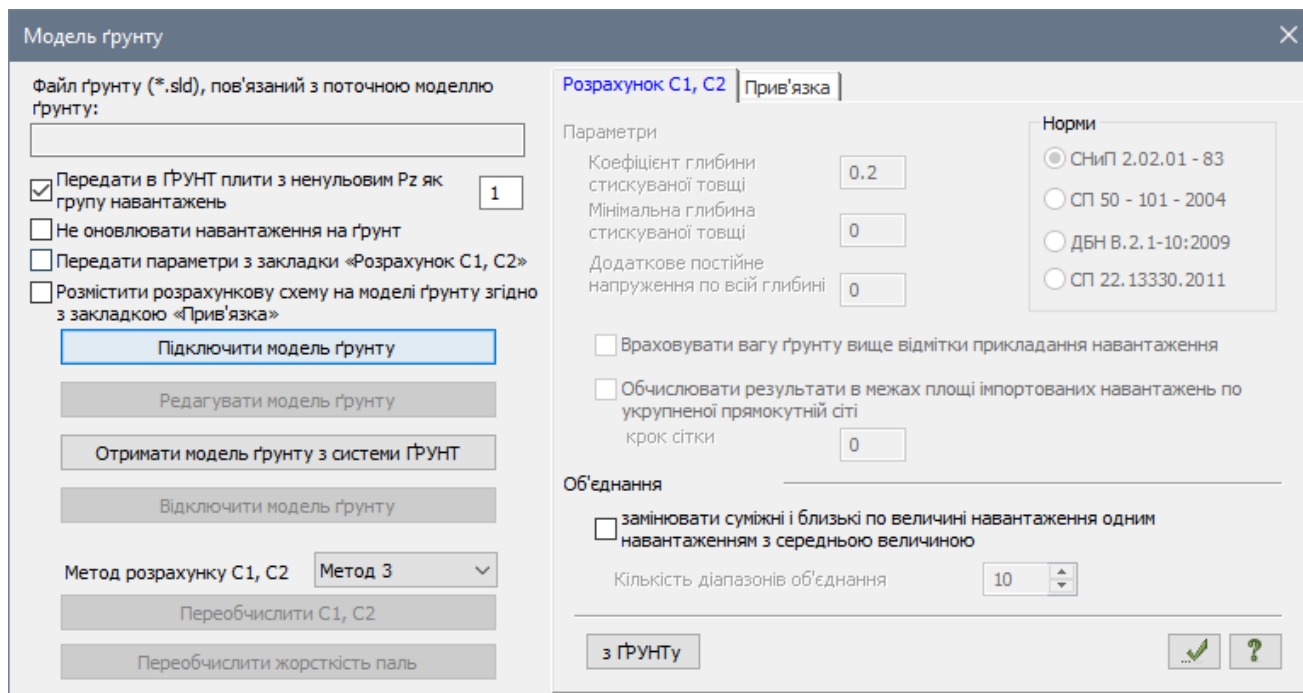 Модель ґрунту
Файл ґрунту (*.sld), пов'язаний з поточною моделлю
ґрунту:
Передати в ҐРУНТ плити з ненульовим Pz як
групу навантажень
1
Не оновлювати навантаження на ґрунт
Передати параметри з закладки «Розрахунок С1, С2»
Розмістити розрахункову схему на моделі ґрунту згідно
з закладкою «Прив'язка»
Підключити модель ґрунту
Редагувати модель ґрунту
Отримати модель ґрунту з системи ҐРУНТ
Відключити модель ґрунту
Метод розрахунку С1, С2
Метод 3
Переобчислити С1, С2
Переобчислити жорсткість паль
Розрахунок С1, С2
Прив'язка
Параметри
Коефіцієнт глибини
стискуваної товщі
0.2
Мінімальна глибина
стискуваної товщі
0
Додаткове постійне
напруження по всій глибині
0
Норми
СНиП 2.02.01 - 83
СП 50 - 101 - 2004
ДБН В.2.1-10:2009
СП 22.13330.2011
Враховувати вагу ґрунту вище відмітки прикладання навантаження
Обчислювати результати в межах площі імпортованих навантажень по
укрупненої прямокутній сіті
крок сітки
0
Об'єднання
замінювати суміжні і близькі по величині навантаження одним
навантаженням з середньою величиною
Кількість діапазонів об'єднання
10
з ҐРУНТу
?